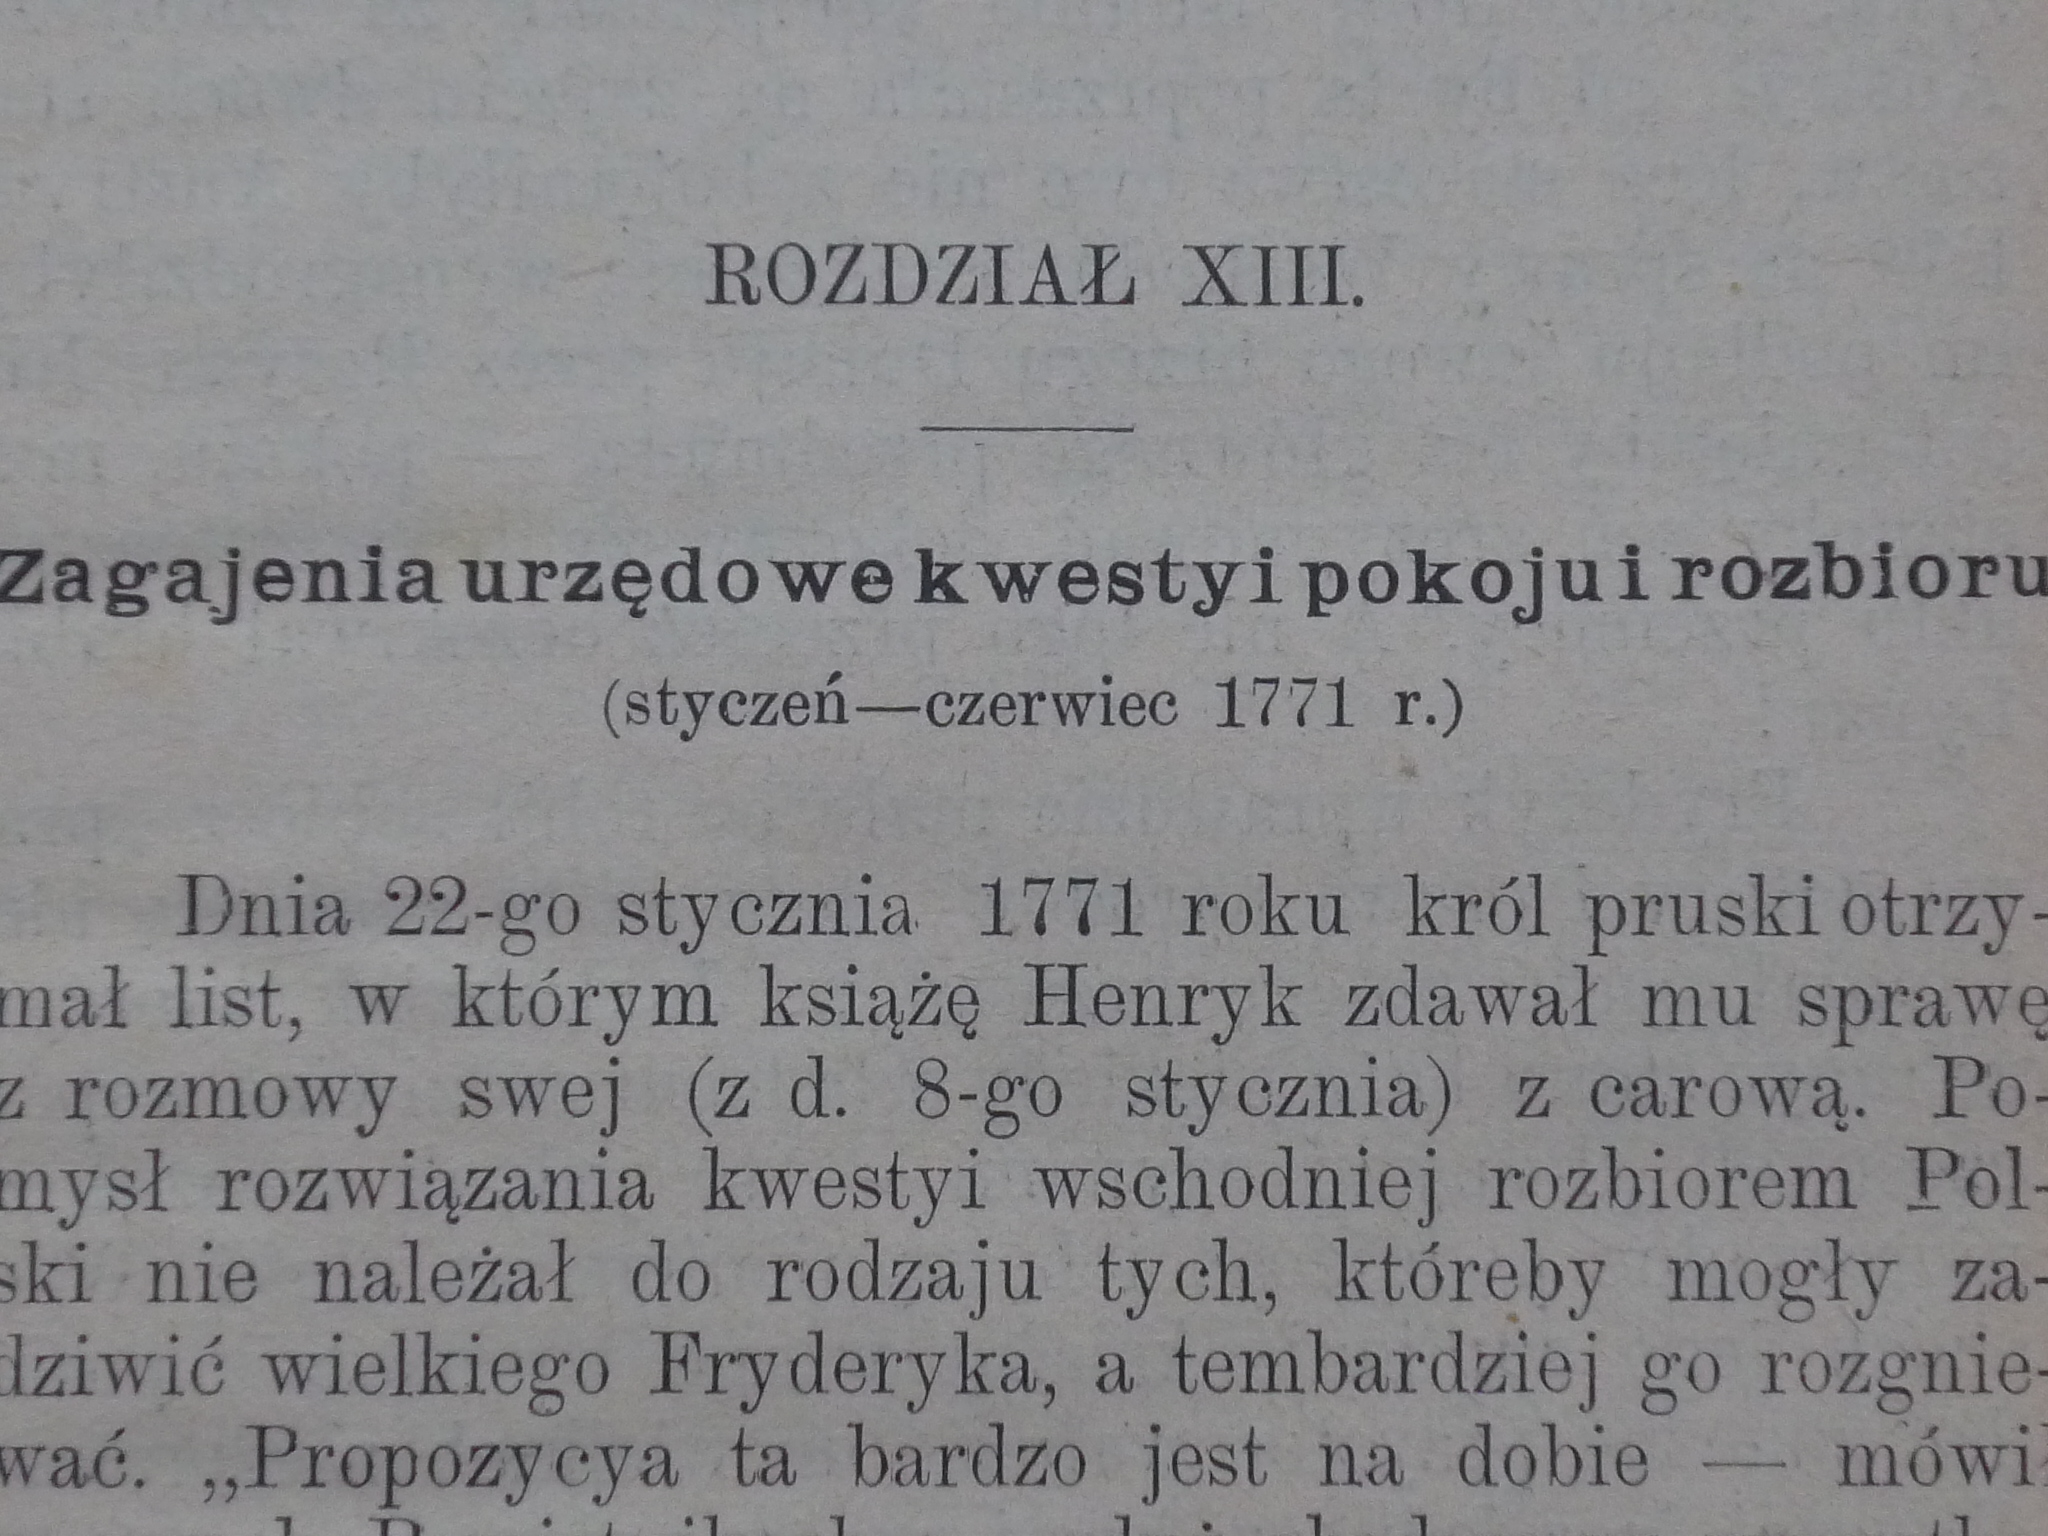 ROZDZIAŁ XIII.
Zagajenia urzędowe kwestyi pokoju i rozbioru
(styczeń—czerwiec 1771 r.)
Dnia 22-go stycznia 1771 roku król pruski otrzy-
mał list, w którym książę Henryk zdawał mu sprawę
z rozmowy swej (z d. 8-go stycznia) z carową. Po-
mysł rozwiązania kwestyi wschodniej rozbiorem Pol-
ski nie należał do rodzaju tych, któreby mogły za-
dziwić wielkiego Fryderyka, a tembardziej go rozgnie-
wać. „Propozycya ta bardzo jest na dobie — mówił